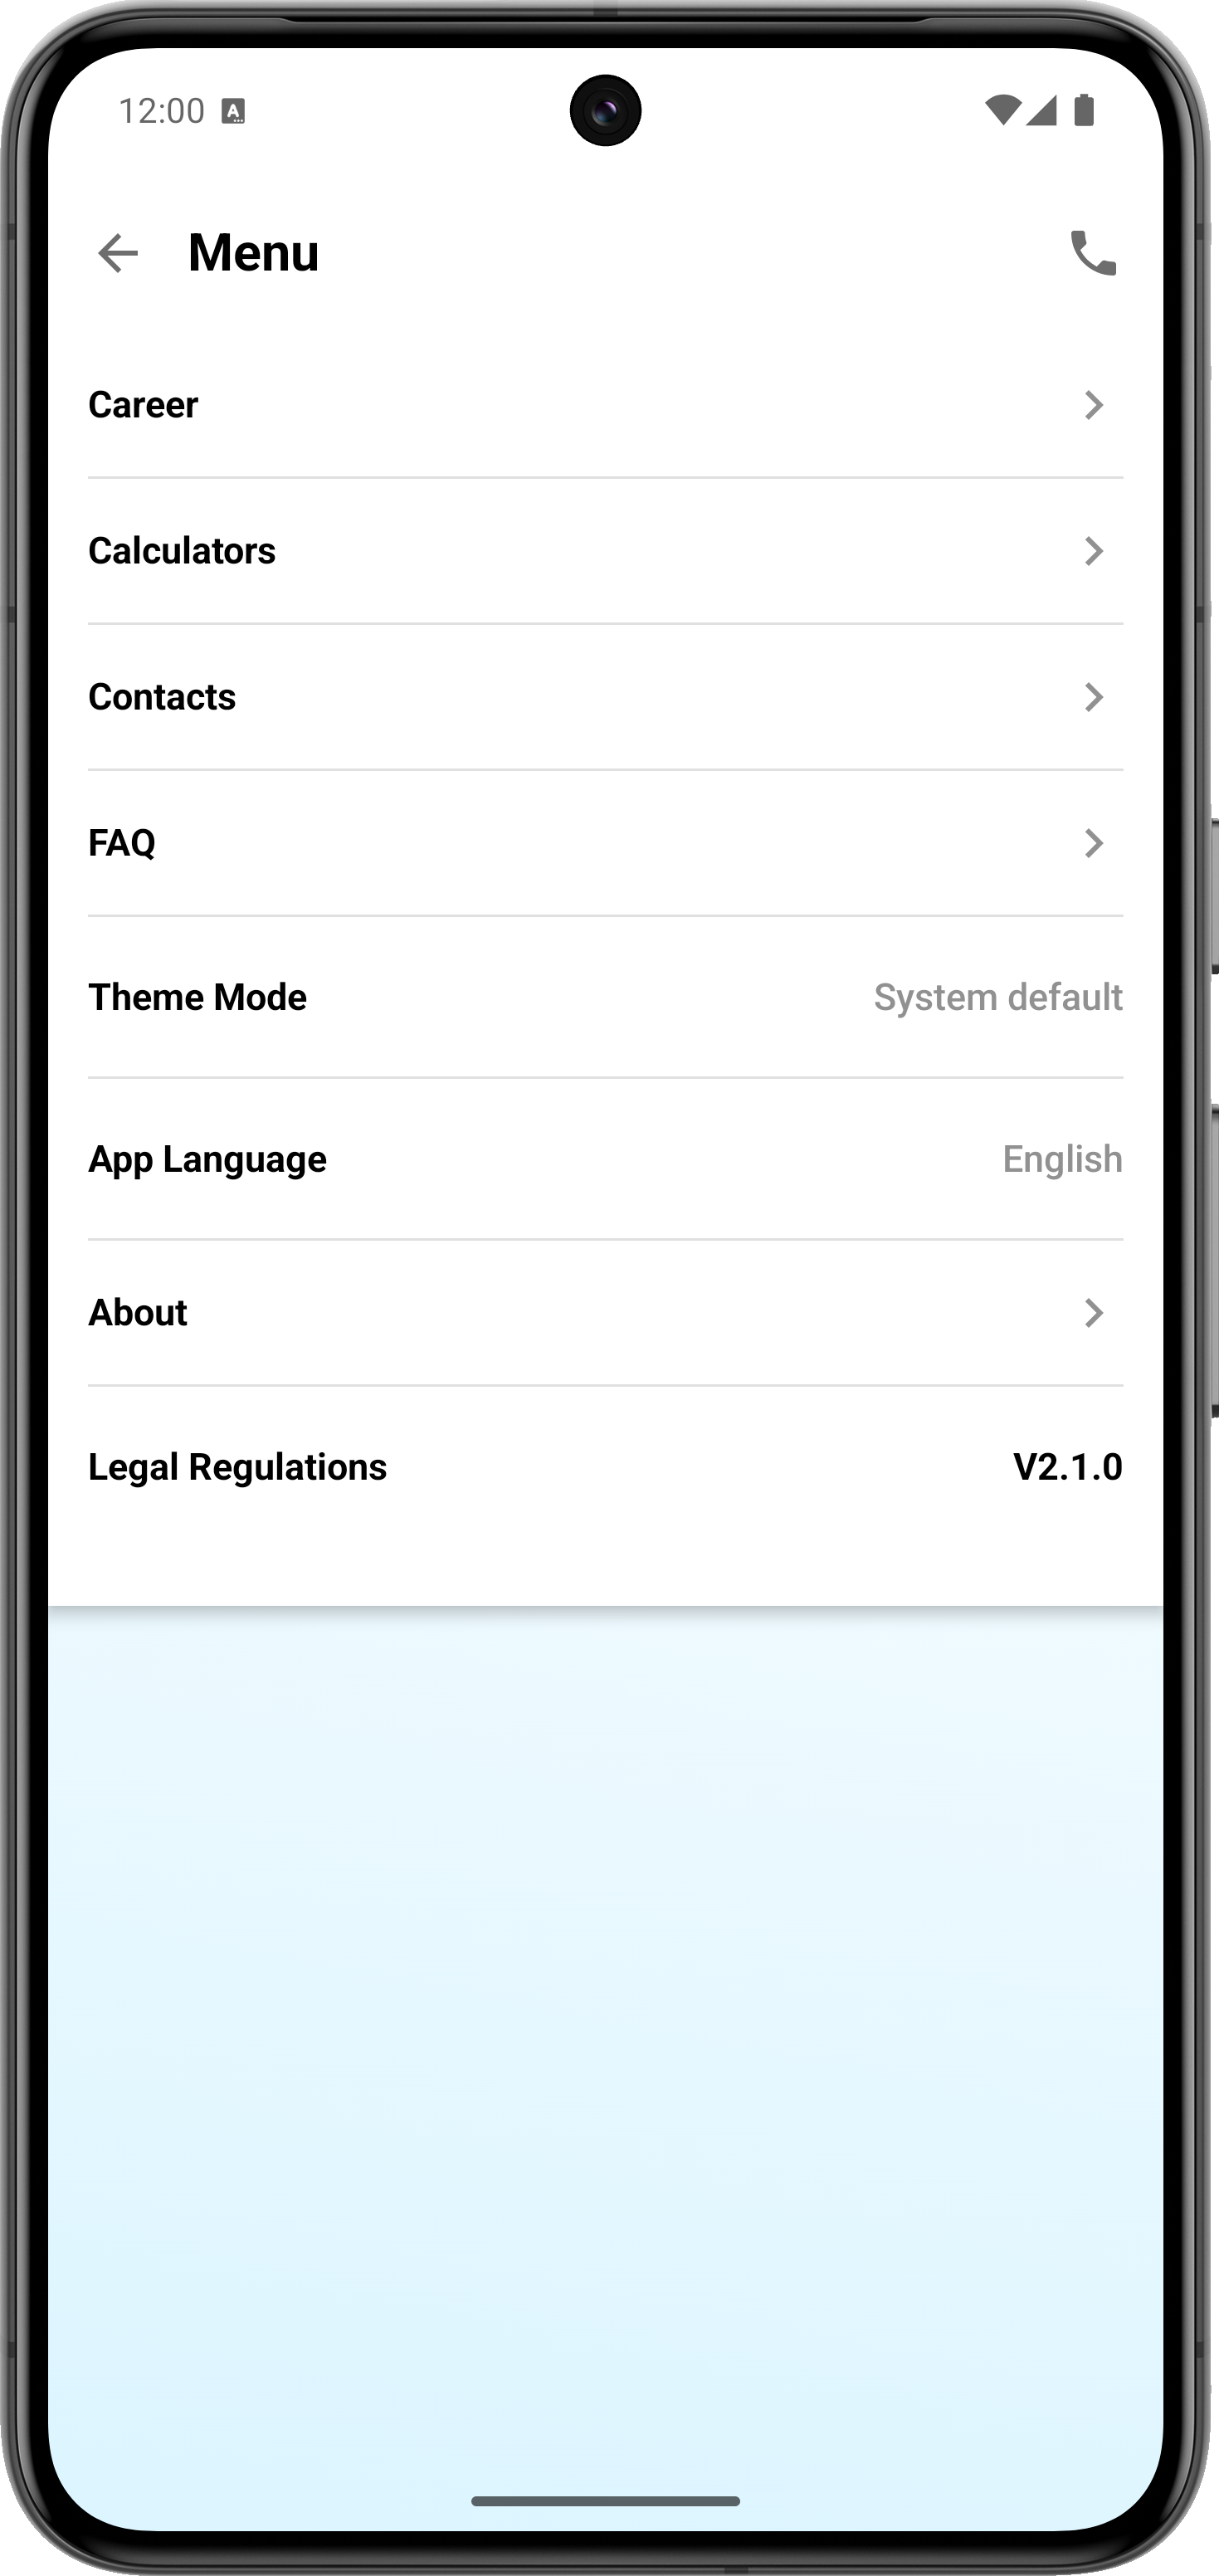 12:00
Menu
Career
Calculators
Contacts
FAQ
Theme Mode System default
App Language English
About
Legal Regulations V2.1.0